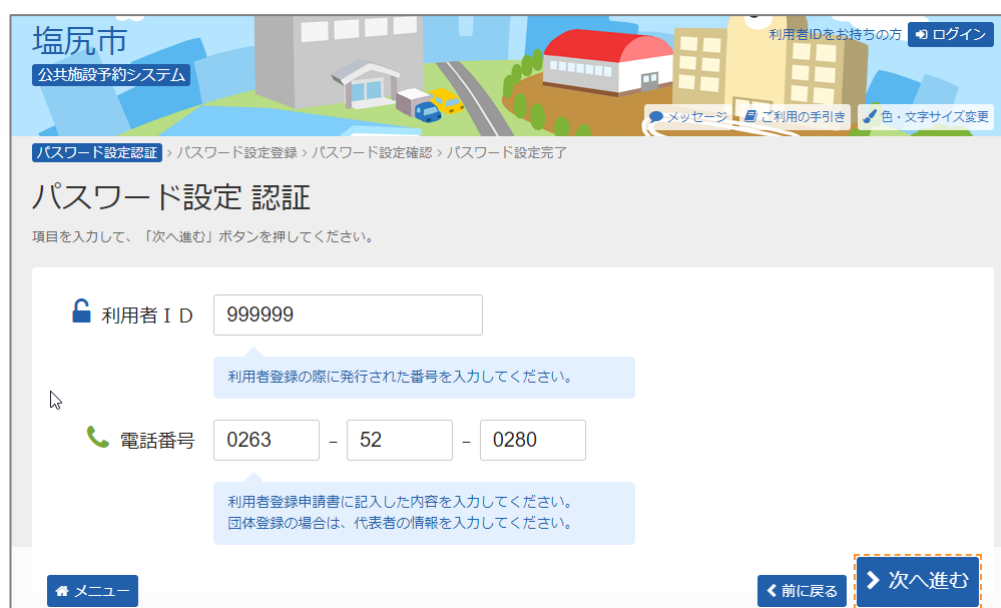 塩尻市
利用者IDをお持ちの方 ログイン
公共施設予約システム
メッセージ ご利用の手引き 色・文字サイズ変更
パスワード設定認証 › パスワード設定登録 › パスワード設定確認 › パスワード設定完了
パスワード設定 認証
項目を入力して、「次へ進む」ボタンを押してください。
利用者ＩＤ 999999
利用者登録の際に発行された番号を入力してください。
電話番号 0263 - 52 - 0280
利用者登録申請書に記入した内容を入力してください。
団体登録の場合は、代表者の情報を入力してください。
メニュー 前に戻る 次へ進む